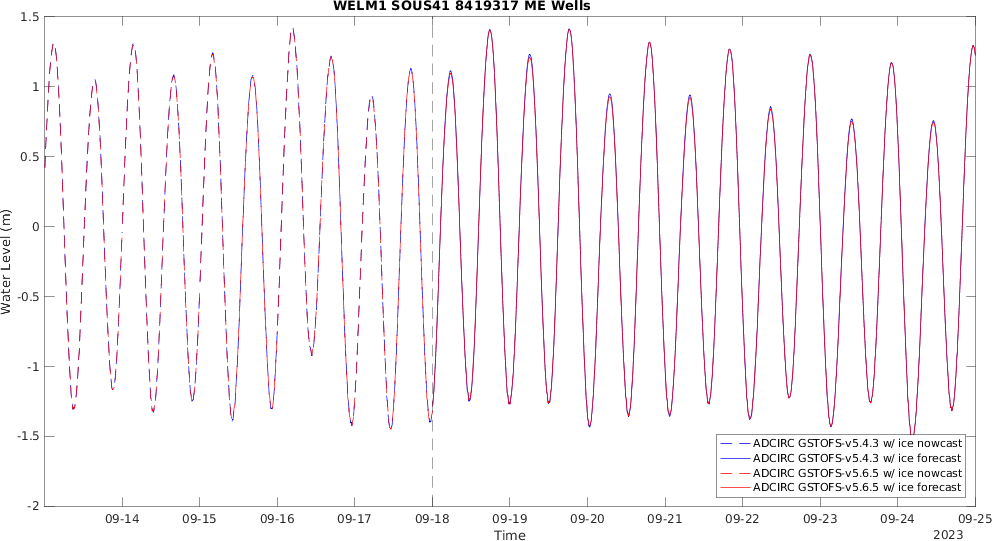 WELM1 SOUS41 8419317 ME Wells
1.5
1
0.5
0
-0.5
-1
-1.5
-2
Water Level (m)
ADCIRC GSTOFS-v5.4.3 w/ ice nowcast
ADCIRC GSTOFS-v5.4.3 w/ ice forecast
ADCIRC GSTOFS-v5.6.5 w/ ice nowcast
ADCIRC GSTOFS-v5.6.5 w/ ice forecast
09-14 09-15 09-16 09-17 09-18 09-19 09-20 09-21 09-22 09-23 09-24 09-25
Time
2023